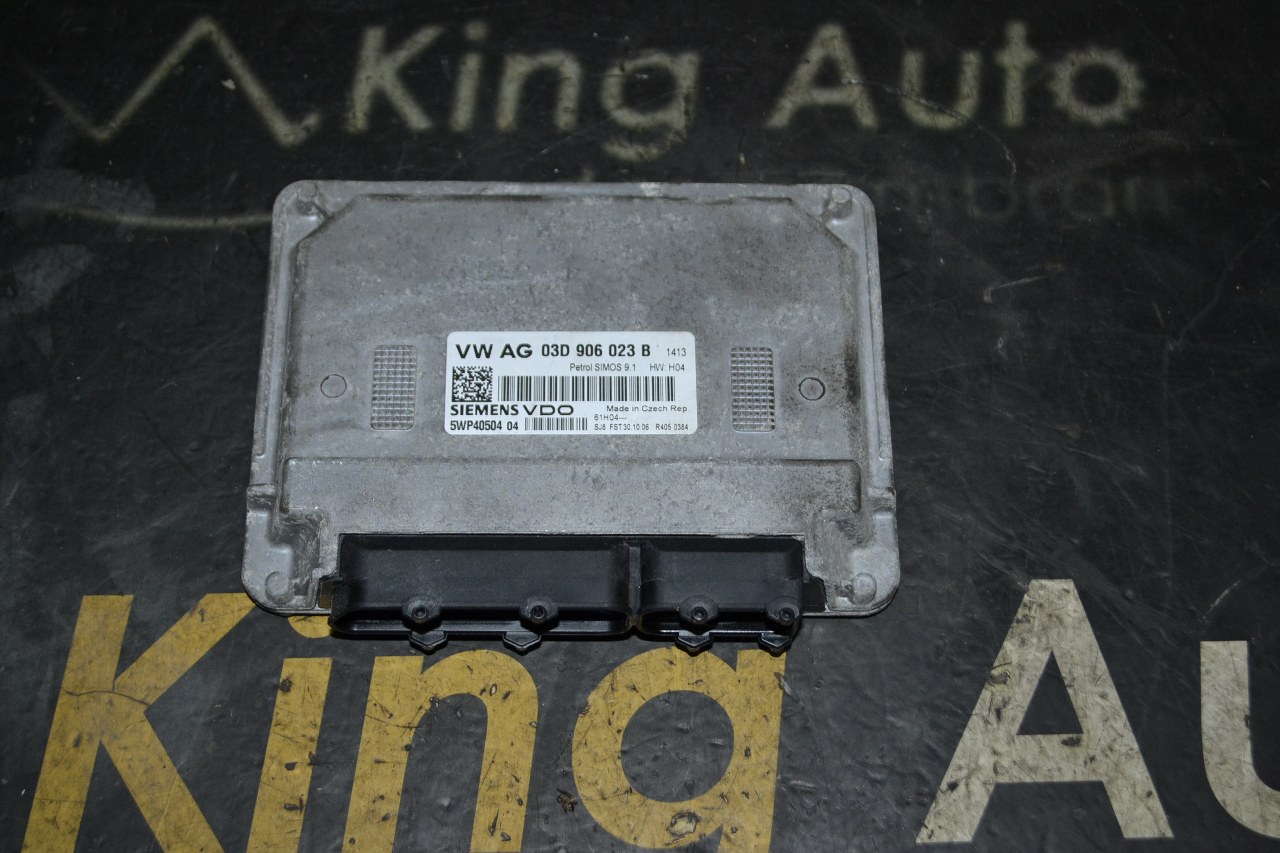 King Auto
VW AG 03D 906 023 B 1413
Petrol SIMOS 9.1 HW: H04
SIEMENS VDO Made in Czech Rep.
61H04---
5WP40504 04 SJ8 FST 30.10.06 R405 0384
King Au